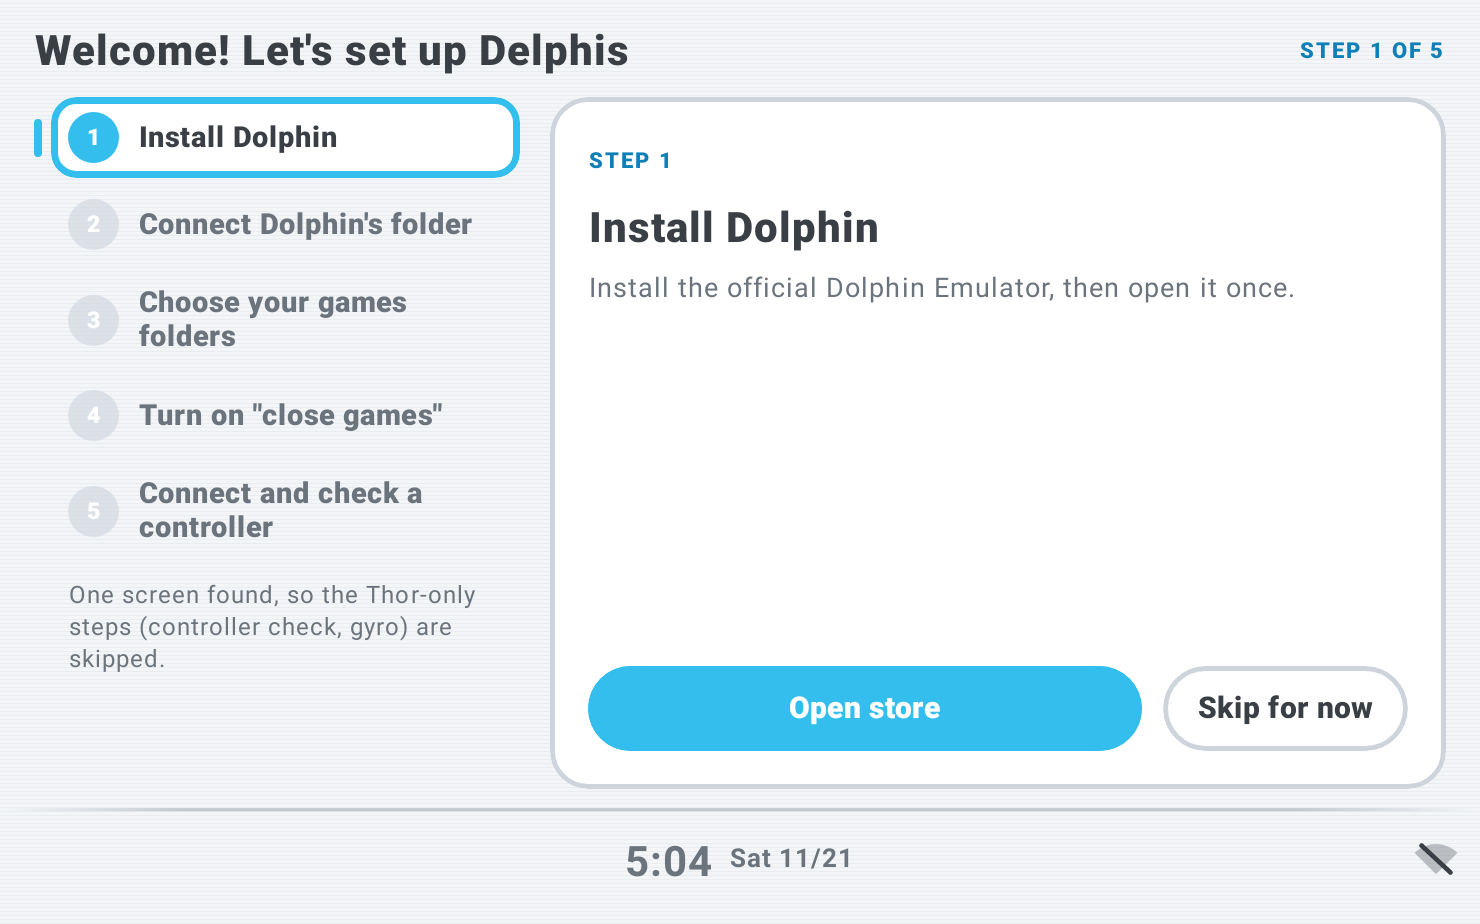 Welcome! Let's set up Delphis
STEP 1 OF 5
1 Install Dolphin
2 Connect Dolphin's folder
3 Choose your games
folders
4 Turn on "close games"
5 Connect and check a
controller
One screen found, so the Thor-only
steps (controller check, gyro) are
skipped.
STEP 1
Install Dolphin
Install the official Dolphin Emulator, then open it once.
Open store
Skip for now
5:04 Sat 11/21